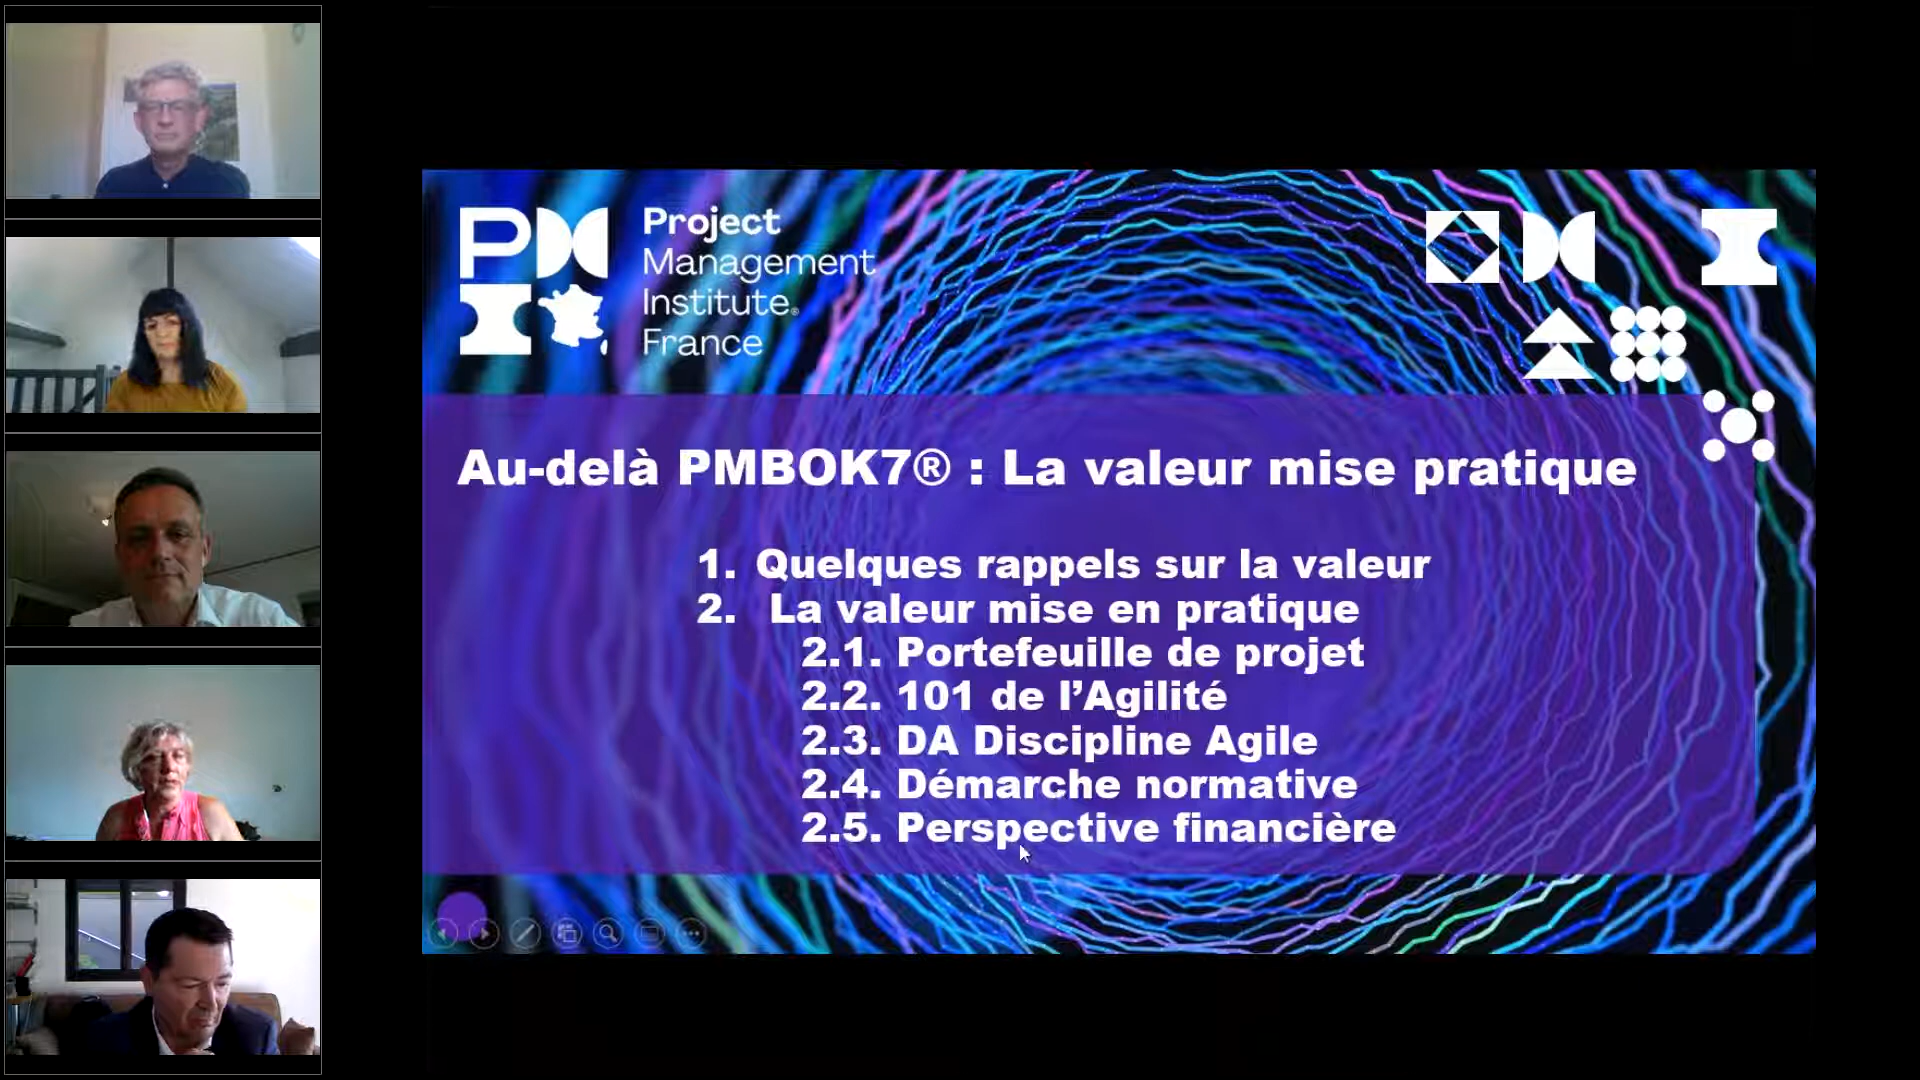 Project
Management
Institute®
France
Au-delà PMBOK7® : La valeur mise pratique
1. Quelques rappels sur la valeur
2. La valeur mise en pratique
2.1. Portefeuille de projet
2.2. 101 de l’Agilité
2.3. DA Discipline Agile
2.4. Démarche normative
2.5. Perspective financière